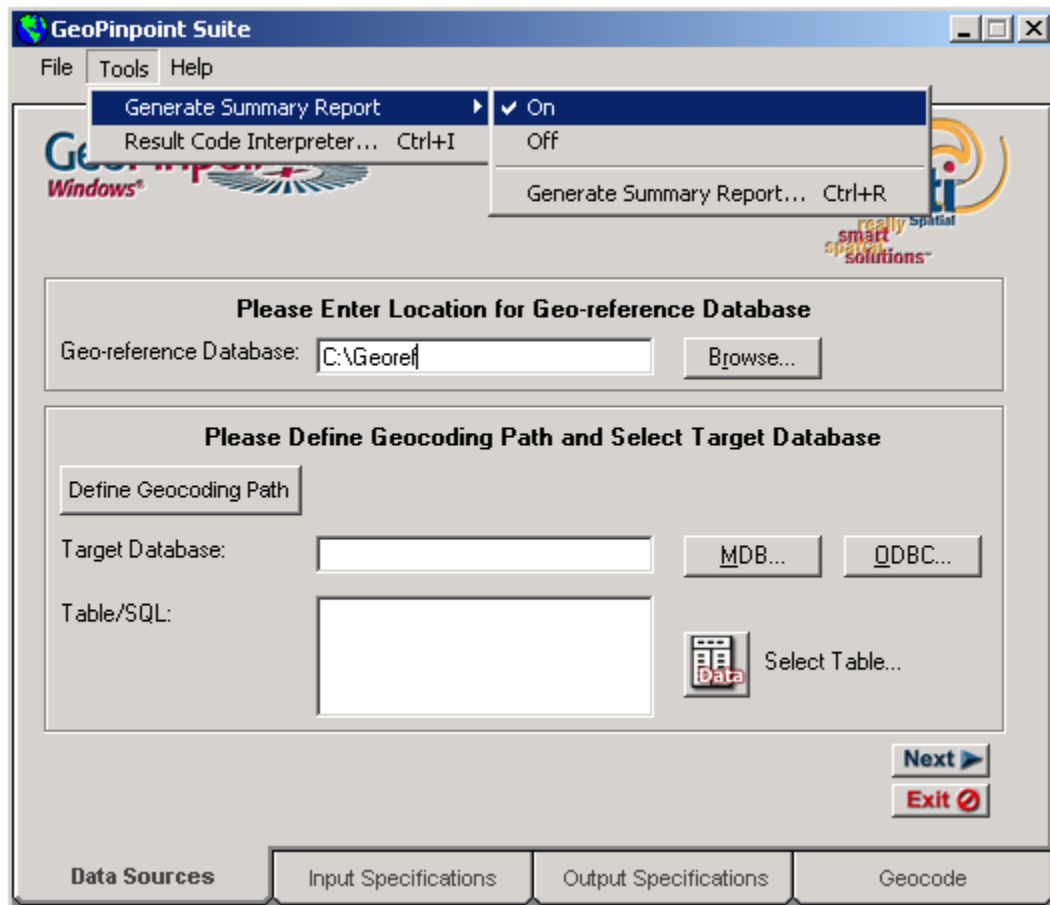 GeoPinpoint Suite
File Tools Help
Generate Summary Report
Result Code Interpreter... Ctrl+I
On
Off
Generate Summary Report... Ctrl+R
Windows®
really Spatial
smart
spatial
solutions™
Please Enter Location for Geo-reference Database
Geo-reference Database: C:\Georef Browse...
Please Define Geocoding Path and Select Target Database
Define Geocoding Path
Target Database: MDB... ODBC...
Table/SQL:
Data Select Table...
Next
Exit
Data Sources Input Specifications Output Specifications Geocode